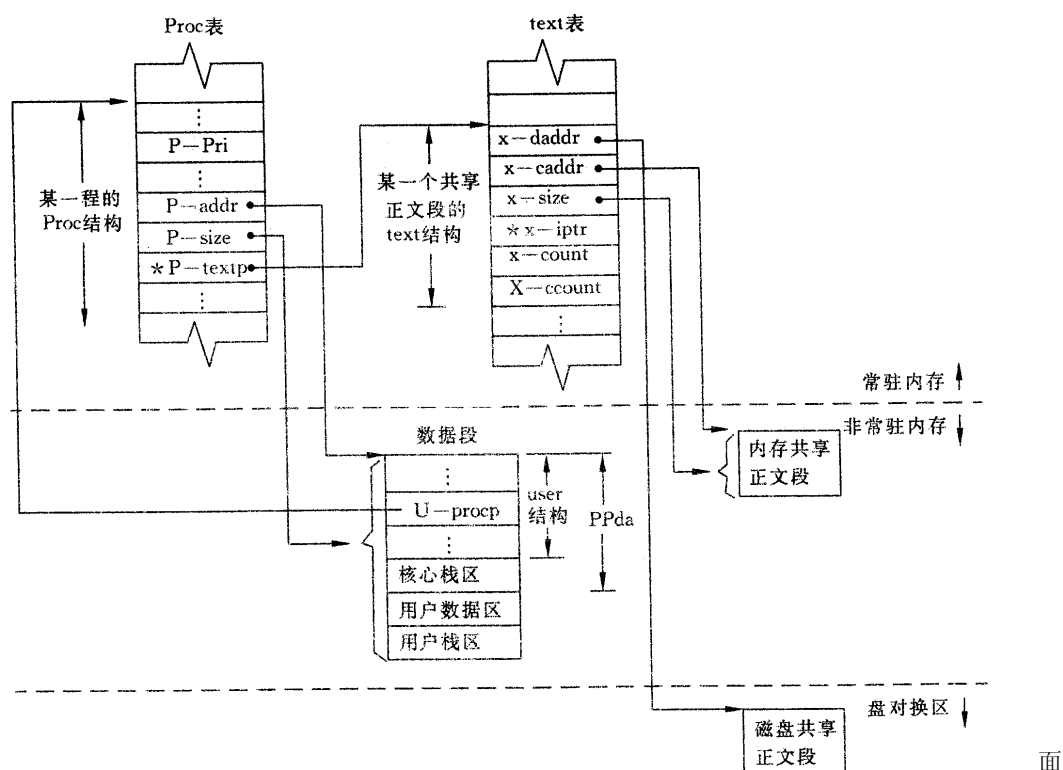 Proc表
text表
⋮
P—Pri
⋮
P—addr
P—size
*P—textp
⋮
某一程的
Proc结构
x—daddr
x—caddr
x—size
*x—iptr
x—count
X—ccount
⋮
某一个共享
正文段的
text结构
常驻内存
非常驻内存
数据段
⋮
U—procp
⋮
核心栈区
用户数据区
用户栈区
user
结构
PPda
内存共享
正文段
盘对换区
磁盘共享
正文段
面